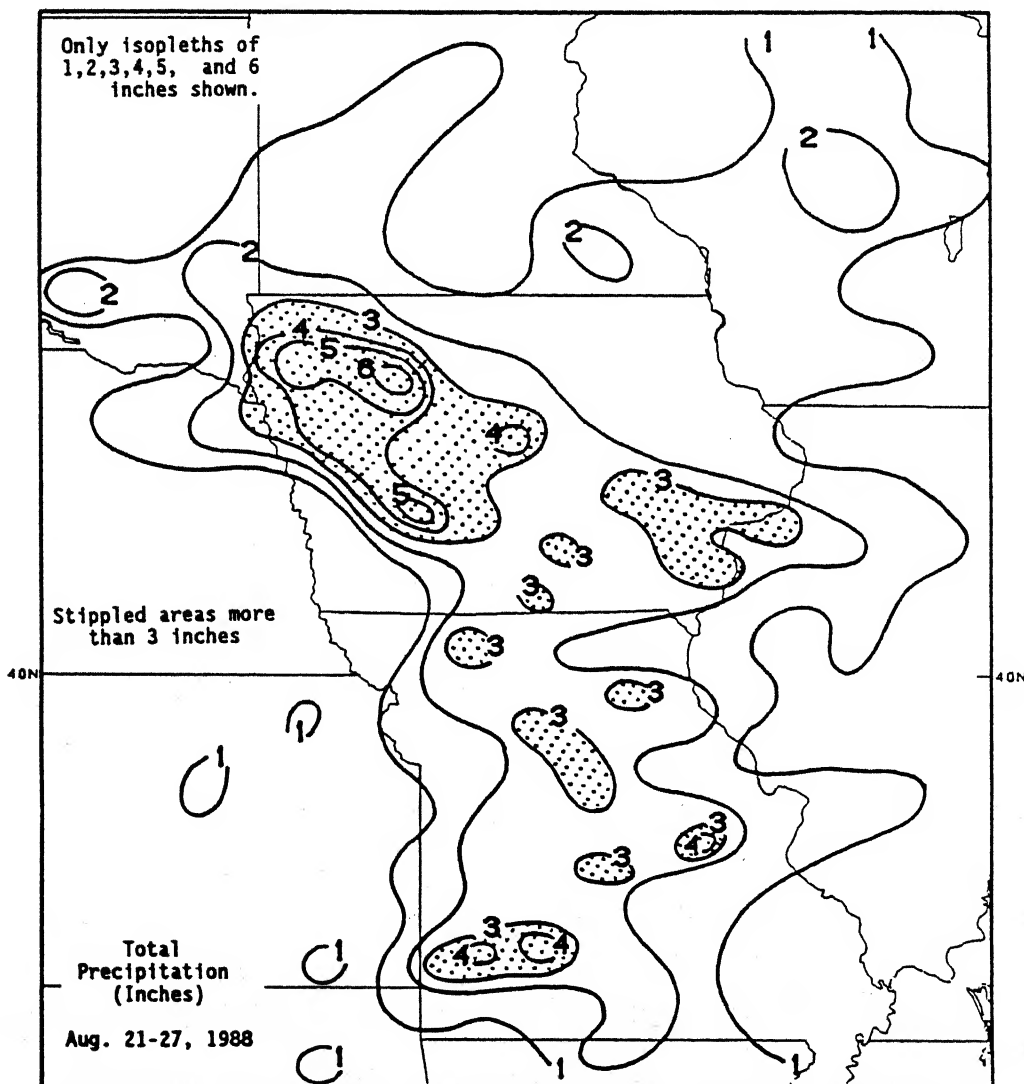 Only isopleths of
1,2,3,4,5, and 6
inches shown.
1
1
2
2
2
2
3
4
5
6
4
5
3
3
3
Stippled areas more
than 3 inches
3
40N
40N
3
3
1
1
3
4
3
3
4
4
1
Total
Precipitation
(Inches)
Aug. 21-27, 1988
1
1
1